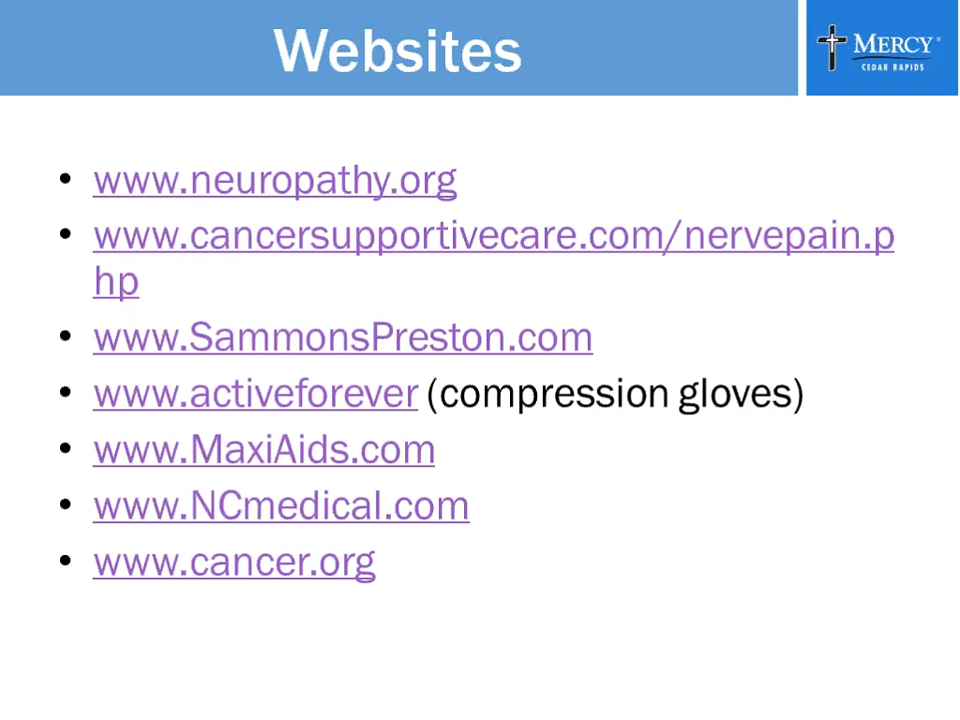 Websites
MERCY®
CEDAR RAPIDS
• www.neuropathy.org
• www.cancersupportivecare.com/nervepain.p
hp
• www.SammonsPreston.com
• www.activeforever (compression gloves)
• www.MaxiAids.com
• www.NCmedical.com
• www.cancer.org